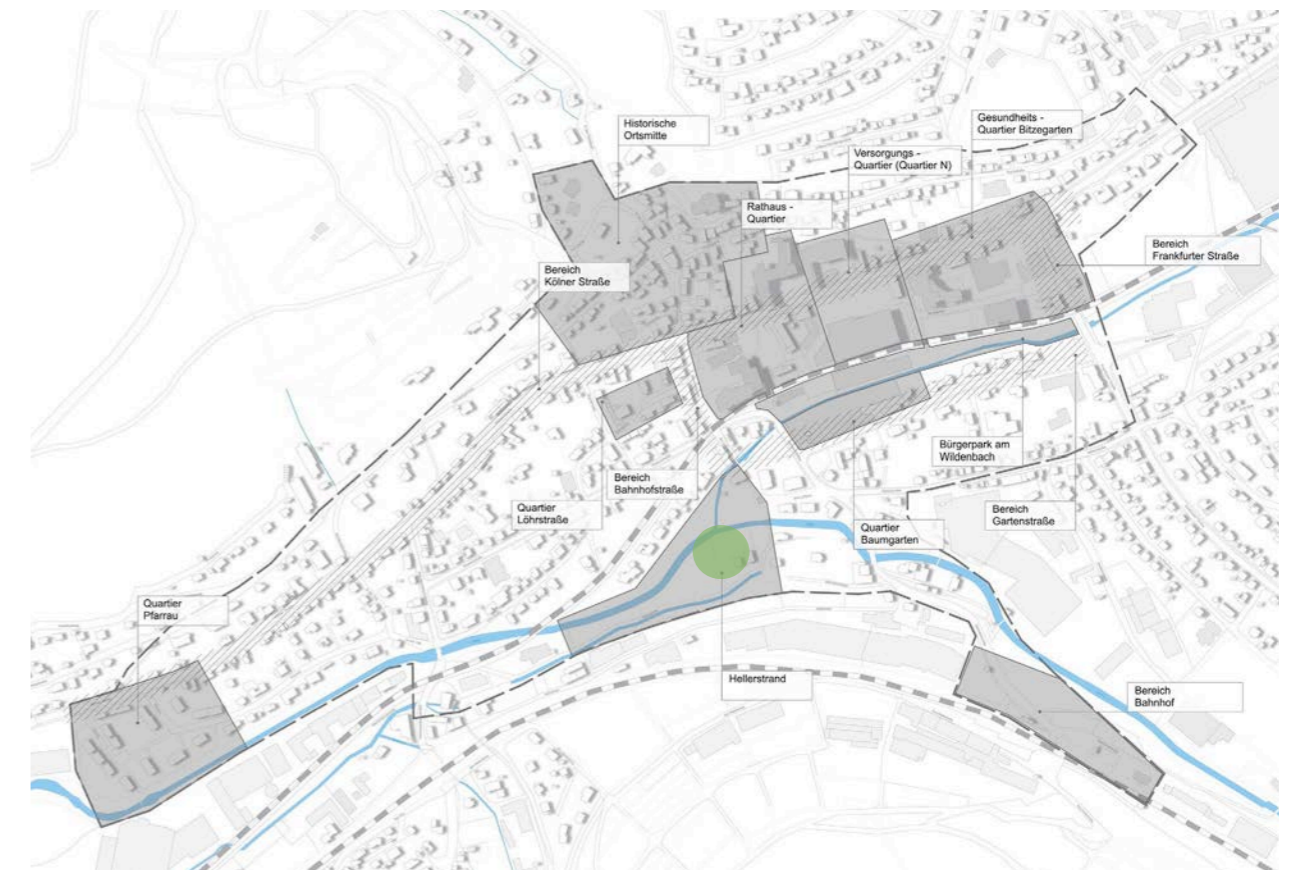 Historische
Ortsmitte
Gesundheits -
Quartier Bitzegarten
Versorgungs -
Quartier (Quartier N)
Rathaus -
Quartier
Bereich
Frankfurter Straße
Bereich
Kölner Straße
Bürgerpark am
Wildenbach
Bereich
Bahnhofstraße
Quartier
Löhrstraße
Bereich
Gartenstraße
Quartier
Baumgarten
Quartier
Pfarrau
Hellerstrand
Bereich
Bahnhof